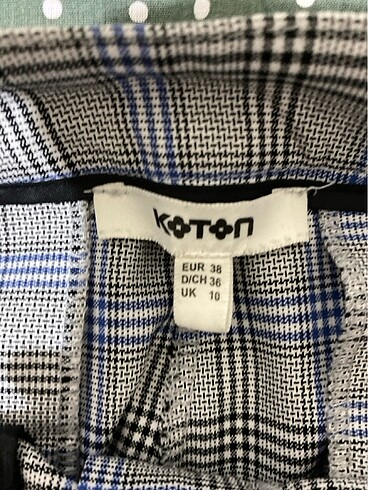 KOTON
EUR 38
D/CH 36
UK 10